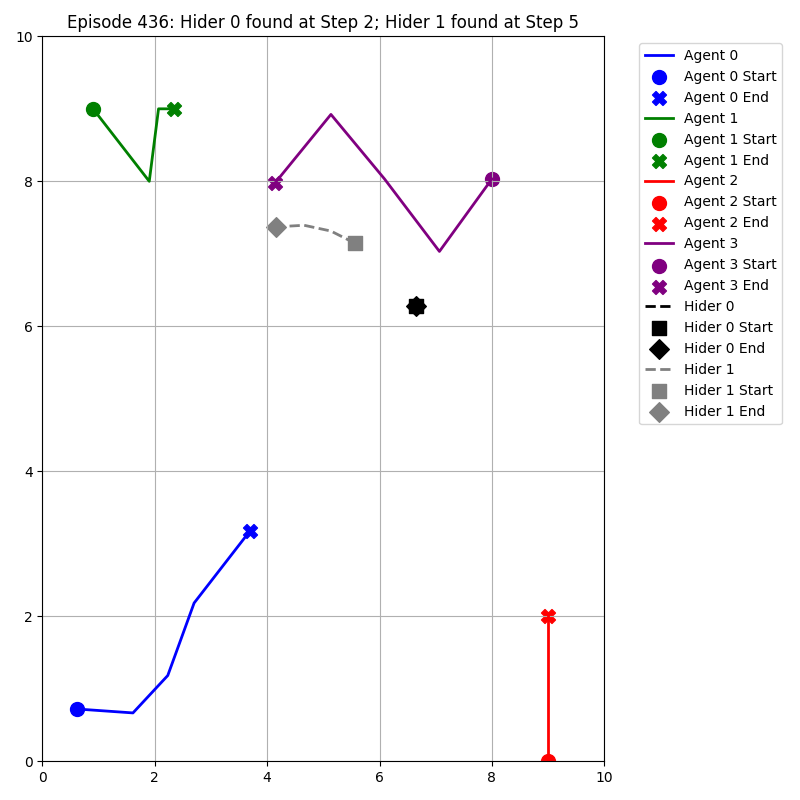 Episode 436: Hider 0 found at Step 2; Hider 1 found at Step 5
10
8
6
4
2
0
0 2 4 6 8 10
Agent 0
Agent 0 Start
Agent 0 End
Agent 1
Agent 1 Start
Agent 1 End
Agent 2
Agent 2 Start
Agent 2 End
Agent 3
Agent 3 Start
Agent 3 End
Hider 0
Hider 0 Start
Hider 0 End
Hider 1
Hider 1 Start
Hider 1 End